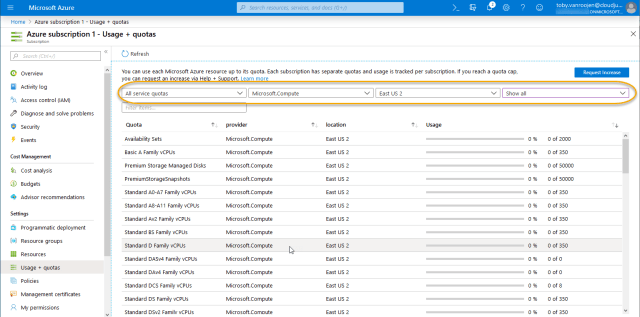 Microsoft Azure
Search resources, services, and docs (G+/)
toby.vanroojen@cloudju...
Home > Azure subscription 1 - Usage + quotas
Azure subscription 1 - Usage + quotas
Subscription
Search (Ctrl+/)
Overview
Activity log
Access control (IAM)
Diagnose and solve problems
Security
Events
Cost Management
Cost analysis
Budgets
Advisor recommendations
Settings
Programmatic deployment
Resource groups
Resources
Usage + quotas
Policies
Management certificates
My permissions
Refresh
You can use each Microsoft Azure resource up to its quota. Each subscription has separate quotas and usage is tracked per subscription. If you reach a quota cap,
you can request an increase via Help + Support. Learn more
Request Increase
All service quotas Microsoft.Compute East US 2 Show all
Filter items...
Quota provider location Usage
Availability Sets Microsoft.Compute East US 2 0 % 0 of 2000
Basic A Family vCPUs Microsoft.Compute East US 2 0 % 0 of 350
Premium Storage Managed Disks Microsoft.Compute East US 2 0 % 0 of 50000
PremiumStorageSnapshots Microsoft.Compute East US 2 0 % 0 of 50000
Standard A0-A7 Family vCPUs Microsoft.Compute East US 2 0 % 0 of 350
Standard A8-A11 Family vCPUs Microsoft.Compute East US 2 0 % 0 of 350
Standard Av2 Family vCPUs Microsoft.Compute East US 2 0 % 0 of 350
Standard BS Family vCPUs Microsoft.Compute East US 2 0 % 0 of 350
Standard D Family vCPUs Microsoft.Compute East US 2 0 % 0 of 350
Standard DASv4 Family vCPUs Microsoft.Compute East US 2 0 % 0 of 0
Standard DAv4 Family vCPUs Microsoft.Compute East US 2 0 % 0 of 0
Standard DCS Family vCPUs Microsoft.Compute East US 2 0 % 0 of 8
Standard DS Family vCPUs Microsoft.Compute East US 2 0 % 0 of 350
Standard DSv2 Family vCPUs Microsoft.Compute East US 2 0 % 0 of 350